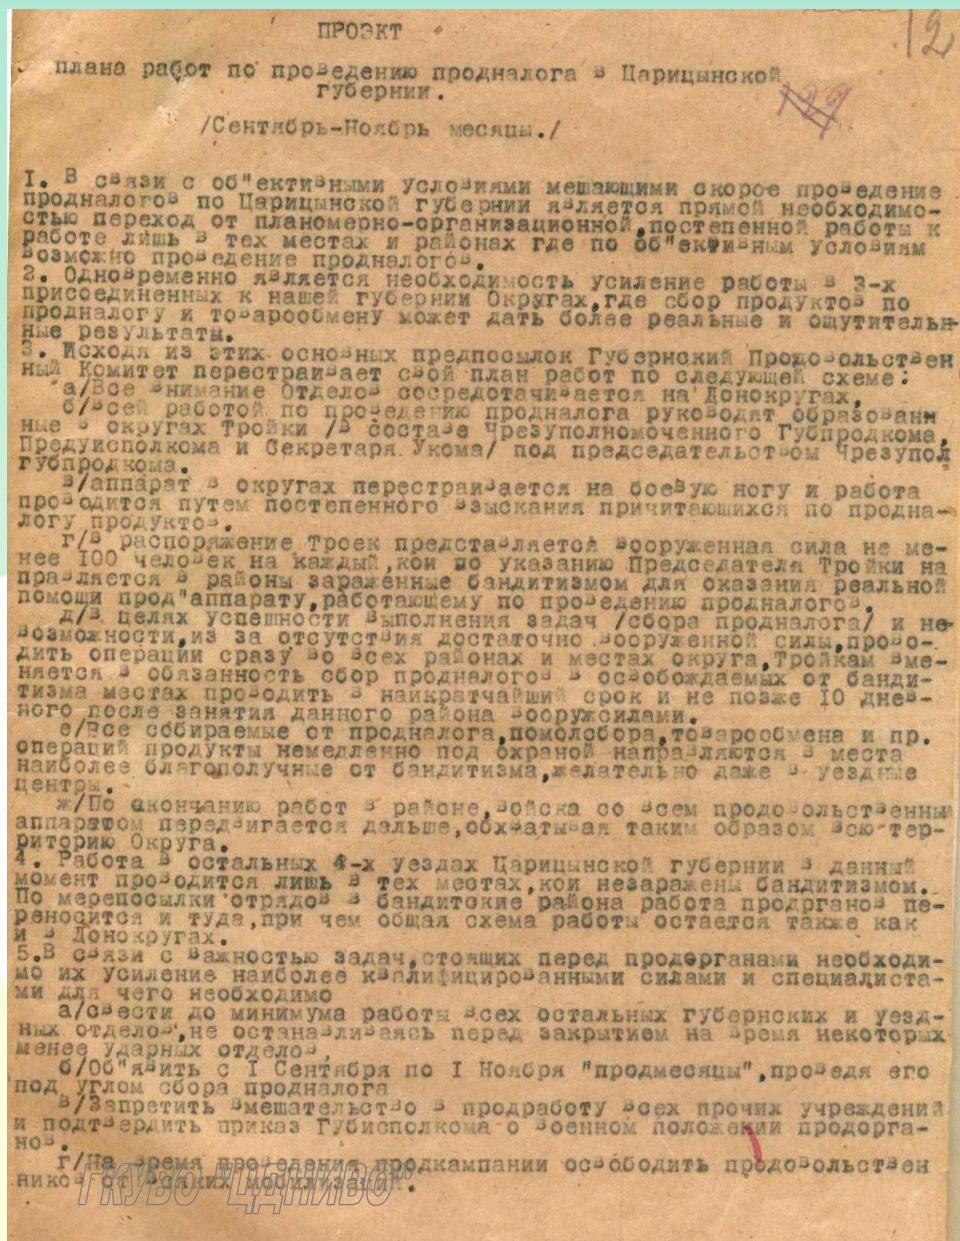 12
ПРОЭКТ
плана работ по проведению продналога в Царицынской
губернии.
129.
/Сентябрь-Ноябрь месяцы./
I. В связи с об"ективными условиями мешающими скорое проведение
продналогов по Царицынской губернии является прямой необходимо-
стью переход от планомерно-организационной,постепенной работы к
работе лишь в тех местах и районах где по об"ективным условиям
возможно проведение продналогов.
2. Одновременно является необходимость усиление работы в 3-х
присоединенных к нашей губернии Округах,где сбор продуктов по
продналогу и товарообмену может дать более реальные и ощутительн-
ные результаты.
3. Исходя из этих основных предпосылок Губернский Продовольствен
ный Комитет перестраивает свой план работ по следующей схеме:
а/Все внимание Отделов сосредотачивается на Донокругах,
б/всей работой по проведению продналога руководят образованн
ные в округах Тройки /в составе Чрезуполномоченного Губпродкома,
Предуисполкома и Секретаря Укома/ под председательством Чрезупол
губпродкома.
в/аппарат в округах перестраивается на боевую ногу и работа
проводится путем постепенного взыскания причитающихся по продна-
логу продуктов.
г/В распоряжение Троек представляется вооруженная сила не ме-
нее 100 человек на каждый,кои по указанию Председателя Тройки на
правляется в районы зараженные бандитизмом для оказания реальной
помощи прод"аппарату,работающему по проведению продналогов.
д/в целях успешности выполнения задач /сбора продналога/ и не-
возможности,из за отсутствия достаточно вооруженной силы,прово-
дить операции сразу во всех районах и местах округа,Тройкам вме-
няется в обязанность сбор продналогов в освобождаемых от банди-
тизма местах проводить в наикратчайший срок и не позже 10 днев-
ного после занятия данного района вооружсилами.
е/Все собираемые от продналога,помолсбора,товарообмена и пр.
операций продукты немедленно под охраной направляются в места
наиболее благополучные от бандитизма,желательно даже в уездные
центры.
ж/По окончанию работ в районе,войска со всем продовольственным
аппаратом передвигается дальше,обхватывая таким образом всю тер-
риторию Округа.
4. Работа в остальных 4-х уездах Царицынской губернии в данный
момент проводится лишь в тех местах,кои незаражены бандитизмом.
По мерепосылки отрядов в бандитские района работа продрганов пе-
реносится и туда,при чем общая схема работы остается также как
и в Донокругах.
5.В связи с важностью задач,стоящих перед продорганами необходи-
мо их усиление наиболее квалифицированными силами и специалиста-
ми для чего необходимо
а/свести до минимума работы всех остальных губернских и уезд-
ных отделов,не останавливаясь перед закрытием на время некоторых
менее ударных отделов,
б/Об"явить с I Сентября по I Ноября "продмесяцы",проведя его
под углом сбора продналога
в/Запретить вмешательство в продработу всех прочих учреждений
и подтвердить приказ Губисполкома о военном положении продорга-
нов.
г/На время проведения продкампании освободить продовольствен
ников от всяких мобилизаций.
ГКУВО "ЦДНИВО"